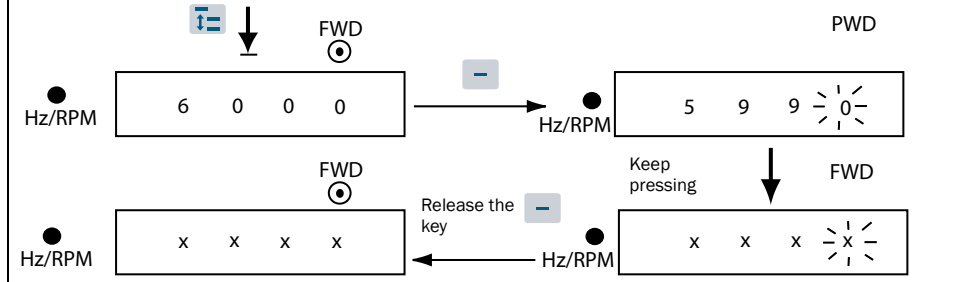 FWD
PWD
Hz/RPM
6 0 0 0
Hz/RPM
5 9 9 0
FWD
Keep
pressing
FWD
Hz/RPM
x x x x
Release the
key
Hz/RPM
x x x x